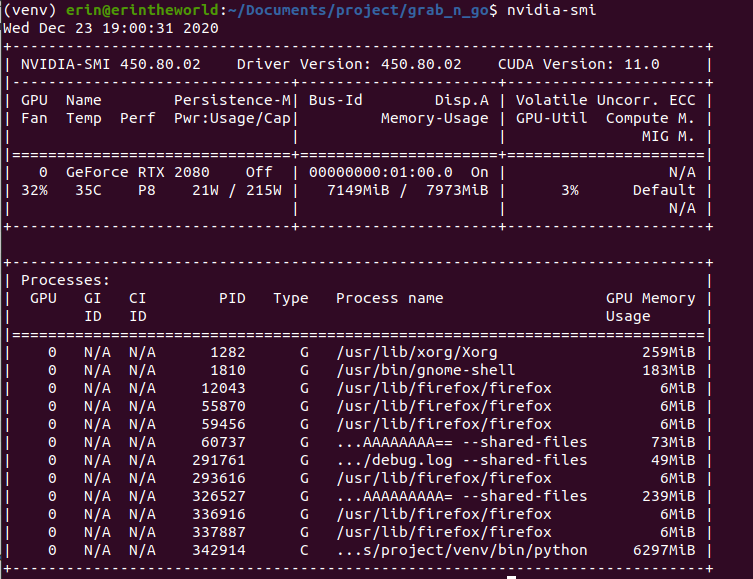 (venv) erin@erintheworld:~/Documents/project/grab_n_go$ nvidia-smi
Wed Dec 23 19:00:31 2020
+-----------------------------------------------------------------------------+
| NVIDIA-SMI 450.80.02    Driver Version: 450.80.02    CUDA Version: 11.0     |
|-------------------------------+----------------------+----------------------+
| GPU  Name        Persistence-M| Bus-Id        Disp.A | Volatile Uncorr. ECC |
| Fan  Temp  Perf  Pwr:Usage/Cap|         Memory-Usage | GPU-Util  Compute M. |
|                               |                      |               MIG M. |
|===============================+======================+======================|
|   0  GeForce RTX 2080    Off  | 00000000:01:00.0  On |                  N/A |
| 32%   35C    P8    21W / 215W |   7149MiB /  7973MiB |      3%      Default |
|                               |                      |                  N/A |
+-------------------------------+----------------------+----------------------+
+-----------------------------------------------------------------------------+
| Processes:                                                                  |
|  GPU   GI   CI        PID   Type   Process name                  GPU Memory |
|        ID   ID                                                   Usage      |
|=============================================================================|
|    0   N/A  N/A      1282      G   /usr/lib/xorg/Xorg                259MiB |
|    0   N/A  N/A      1810      G   /usr/bin/gnome-shell              183MiB |
|    0   N/A  N/A     12043      G   /usr/lib/firefox/firefox            6MiB |
|    0   N/A  N/A     55870      G   /usr/lib/firefox/firefox            6MiB |
|    0   N/A  N/A     59456      G   /usr/lib/firefox/firefox            6MiB |
|    0   N/A  N/A     60737      G   ...AAAAAAAA== --shared-files       73MiB |
|    0   N/A  N/A    291761      G   .../debug.log --shared-files       49MiB |
|    0   N/A  N/A    293616      G   /usr/lib/firefox/firefox            6MiB |
|    0   N/A  N/A    326527      G   ...AAAAAAAAA= --shared-files      239MiB |
|    0   N/A  N/A    336916      G   /usr/lib/firefox/firefox            6MiB |
|    0   N/A  N/A    337887      G   /usr/lib/firefox/firefox            6MiB |
|    0   N/A  N/A    342914      C   ...s/project/venv/bin/python     6297MiB |
+-----------------------------------------------------------------------------+